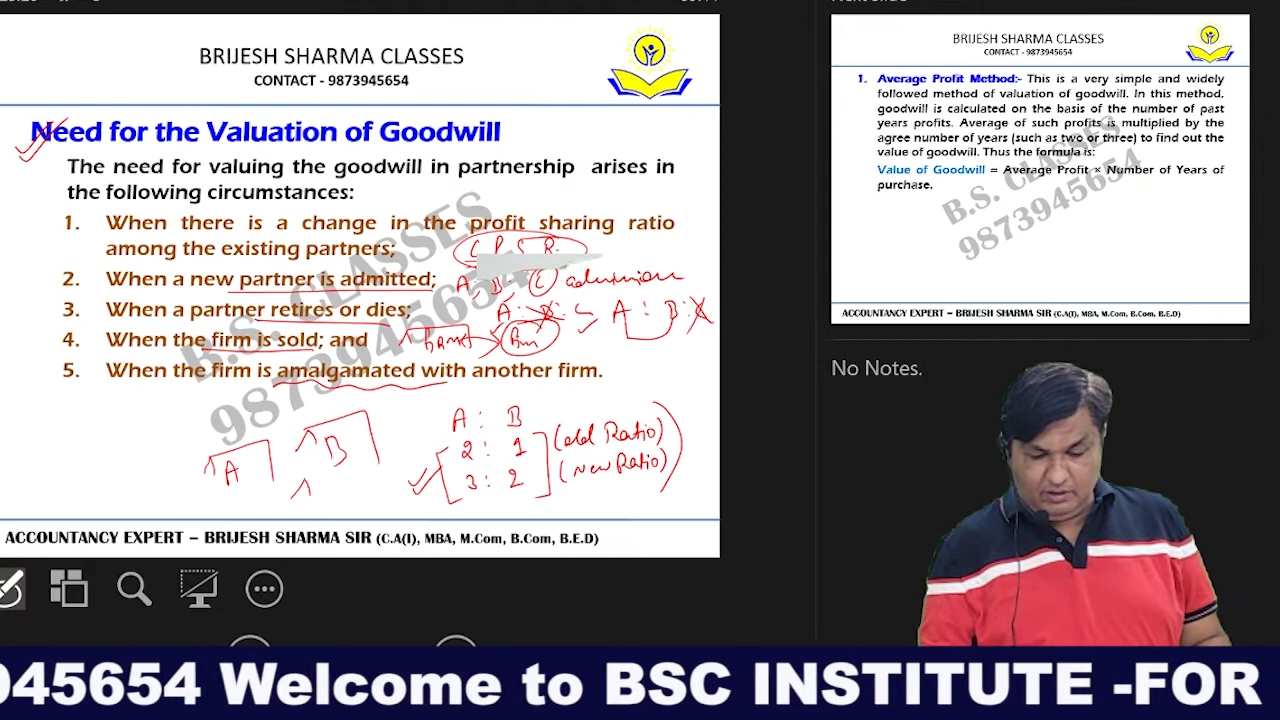 Next slide
BRIJESH SHARMA CLASSES
CONTACT - 9873945654
Need for the Valuation of Goodwill
The need for valuing the goodwill in partnership arises in
the following circumstances:
1. When there is a change in the profit sharing ratio
among the existing partners;
C P S R.
2. When a new partner is admitted;
A, B. C admission
3. When a partner retires or dies;
A : B : C A : B : X
4. When the firm is sold; and
Firm
5. When the firm is amalgamated with another firm.
A : B
2 : 1 (old Ratio)
3 : 2 (New Ratio)
A B
B.S. CLASSES
9873945654
ACCOUNTANCY EXPERT – BRIJESH SHARMA SIR (C.A(I), MBA, M.Com, B.Com, B.E.D)
BRIJESH SHARMA CLASSES
CONTACT - 9873945654
1. Average Profit Method:- This is a very simple and widely
followed method of valuation of goodwill. In this method,
goodwill is calculated on the basis of the number of past
years profits. Average of such profits is multiplied by the
agree number of years (such as two or three) to find out the
value of goodwill. Thus the formula is:
Value of Goodwill = Average Profit × Number of Years of
purchase.
B.S. CLASSES
9873945654
ACCOUNTANCY EXPERT – BRIJESH SHARMA SIR (C.A(I), MBA, M.Com, B.Com, B.E.D)
No Notes.
945654 Welcome to BSC INSTITUTE -FOR